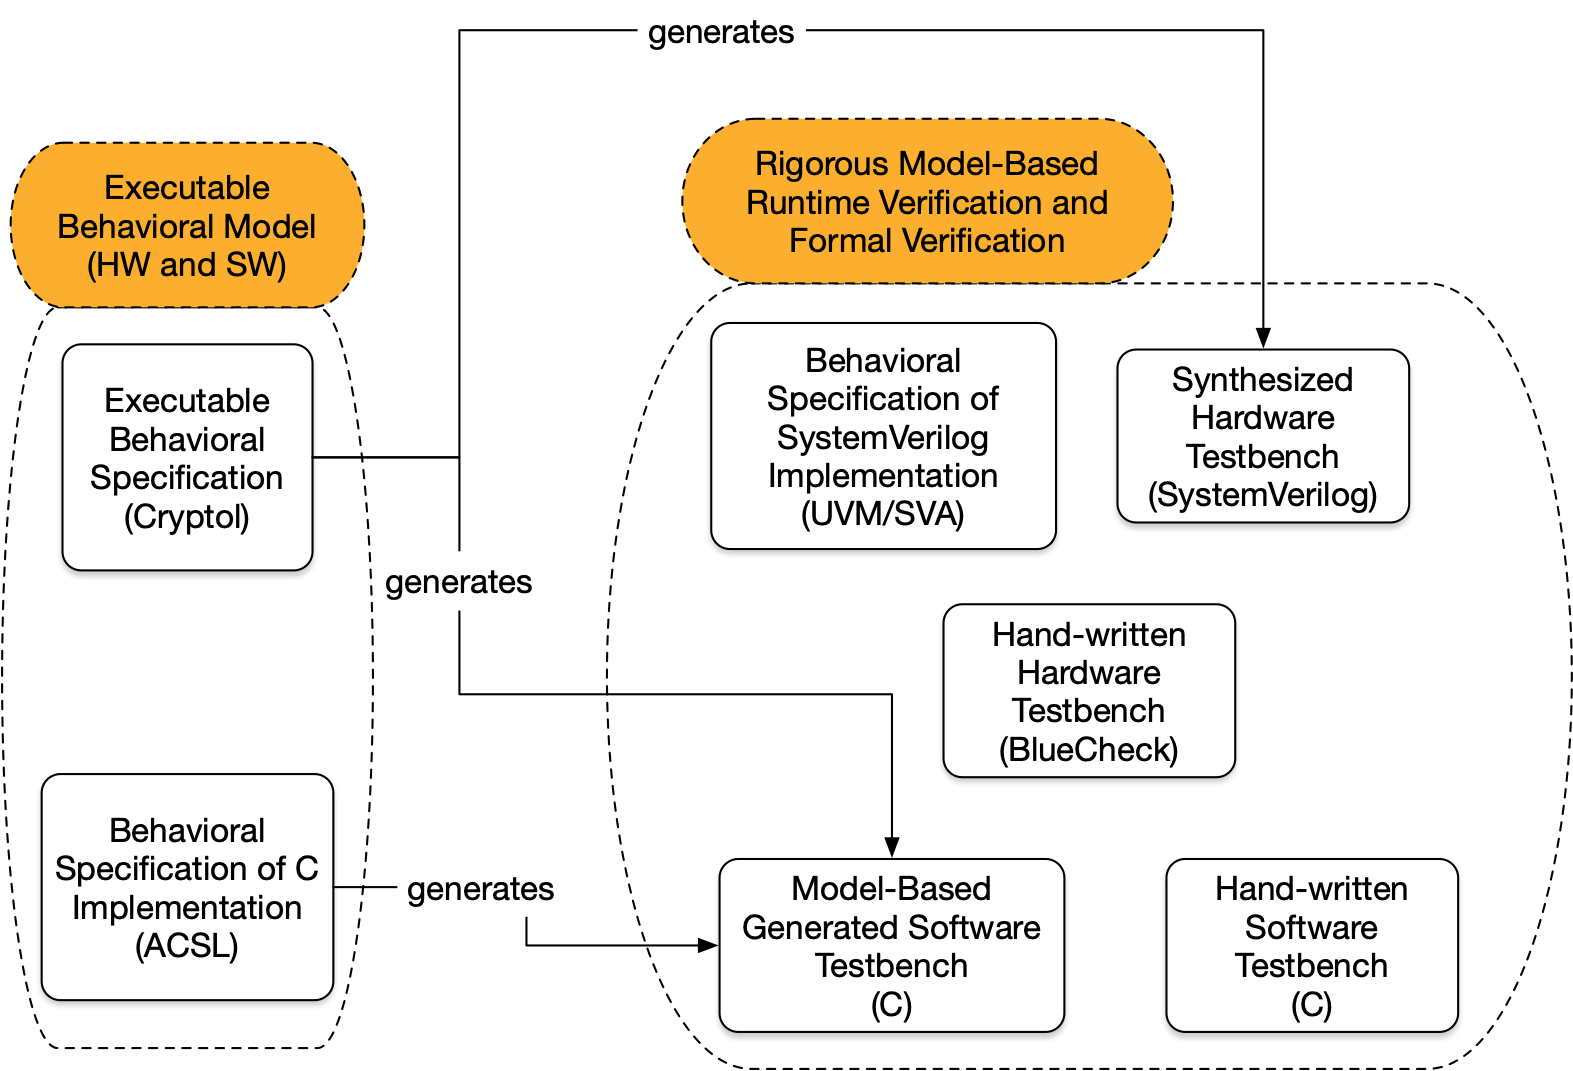 generates
Executable
Behavioral Model
(HW and SW)
Rigorous Model-Based
Runtime Verification and
Formal Verification
Executable
Behavioral
Specification
(Cryptol)
Behavioral
Specification of
SystemVerilog
Implementation
(UVM/SVA)
Synthesized
Hardware
Testbench
(SystemVerilog)
generates
Hand-written
Hardware
Testbench
(BlueCheck)
Behavioral
Specification of C
Implementation
(ACSL)
generates
Model-Based
Generated Software
Testbench
(C)
Hand-written
Software
Testbench
(C)